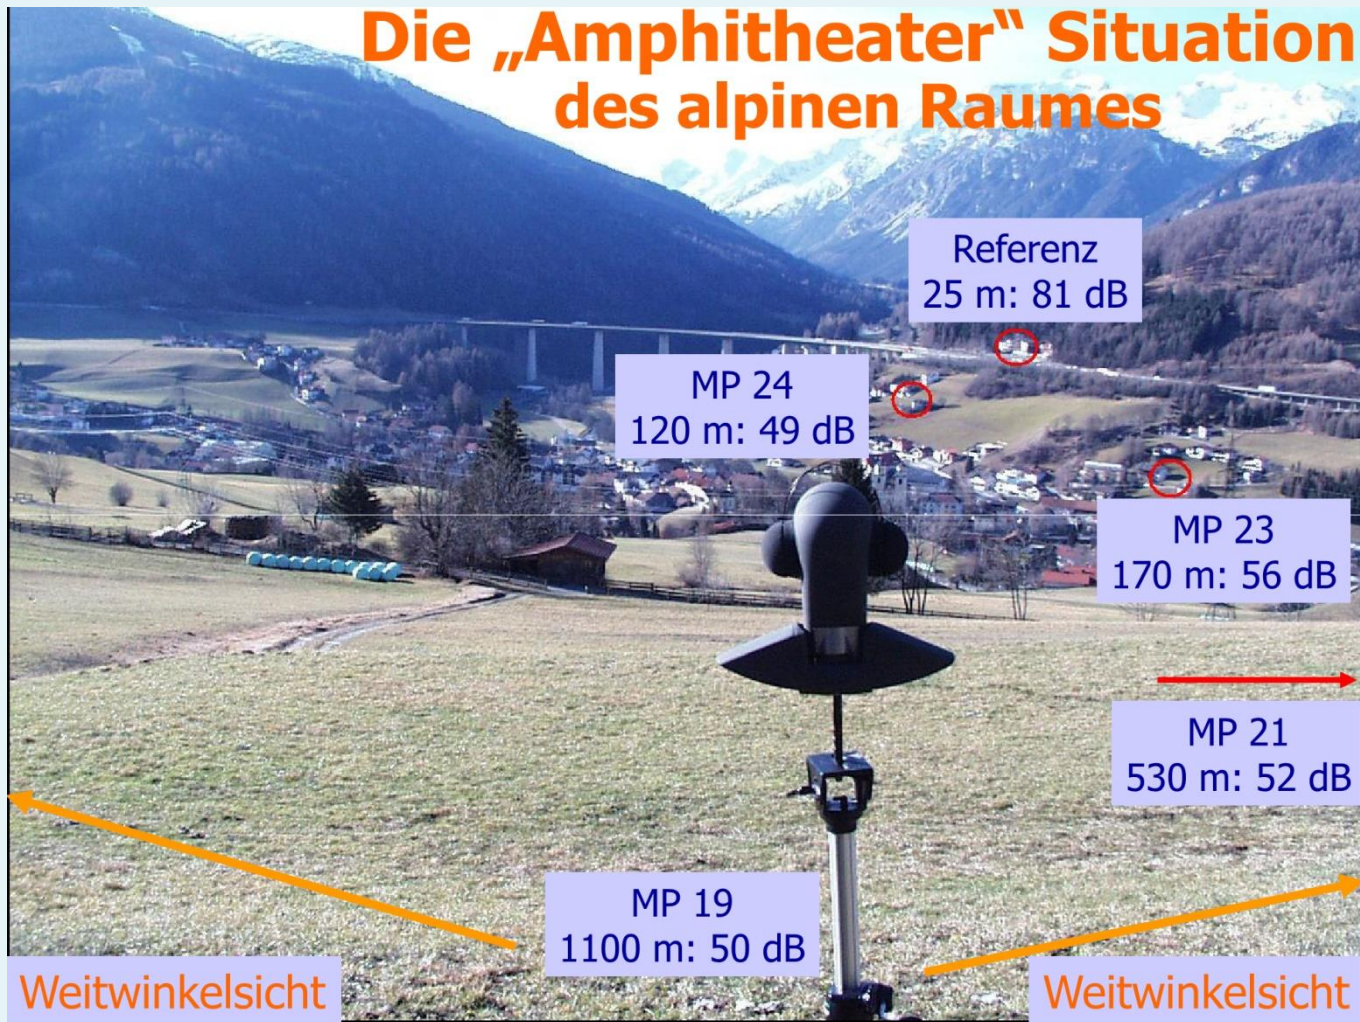 Die „Amphitheater“ Situation
des alpinen Raumes
Referenz
25 m: 81 dB
MP 24
120 m: 49 dB
MP 23
170 m: 56 dB
MP 21
530 m: 52 dB
MP 19
1100 m: 50 dB
Weitwinkelsicht
Weitwinkelsicht